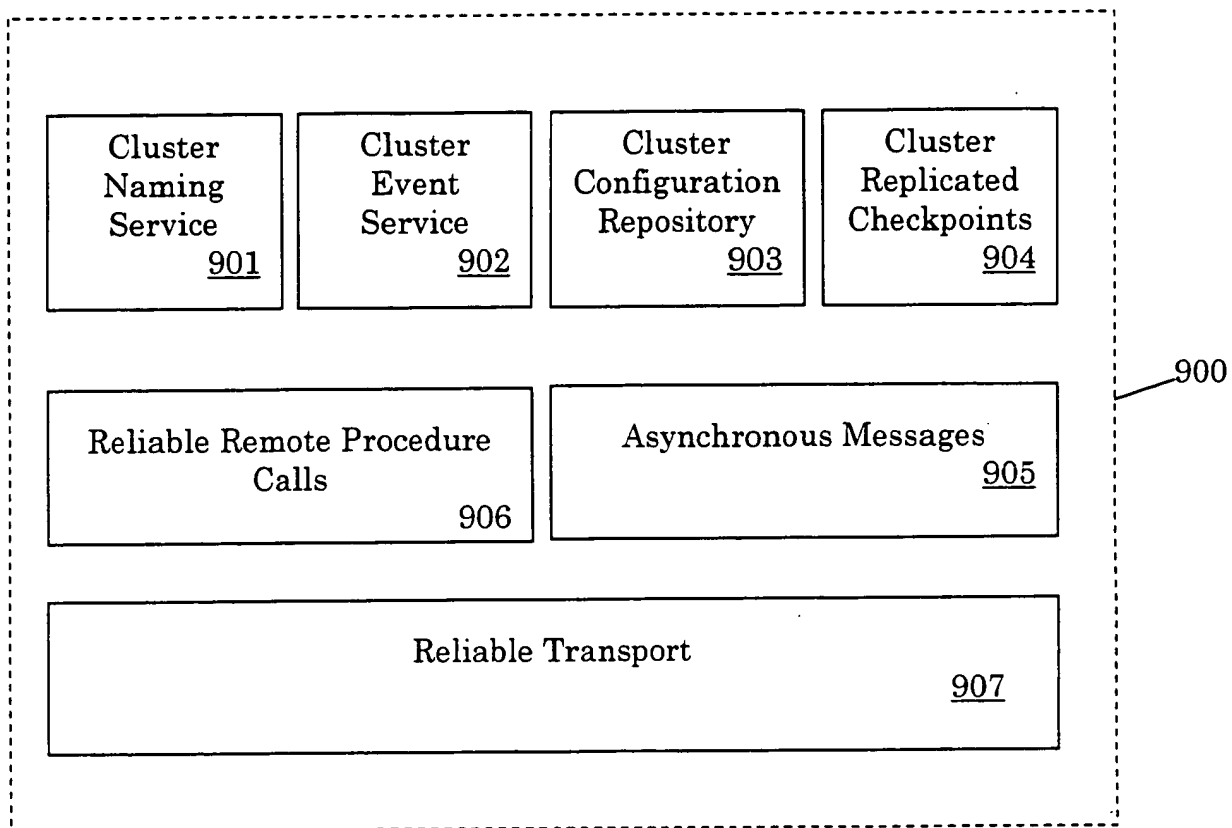 Cluster
Naming
Service
901
Cluster
Event
Service
902
Cluster
Configuration
Repository
903
Cluster
Replicated
Checkpoints
904
900
Reliable Remote Procedure
Calls
906
Asynchronous Messages
905
Reliable Transport
907